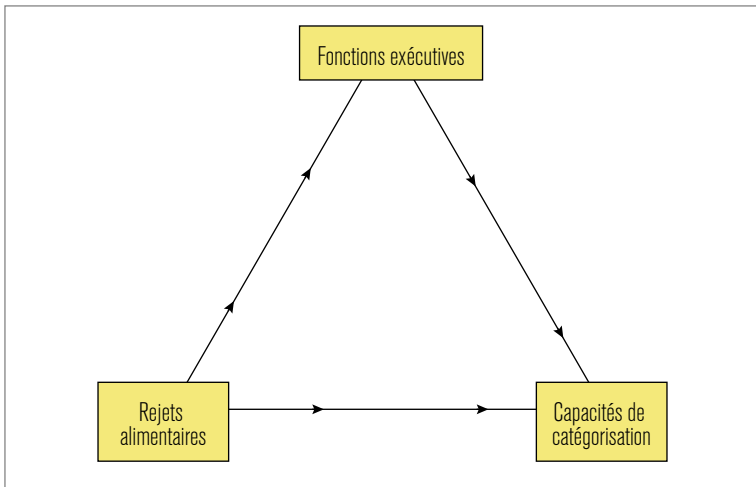 Fonctions exécutives
Rejets
alimentaires
Capacités de
catégorisation